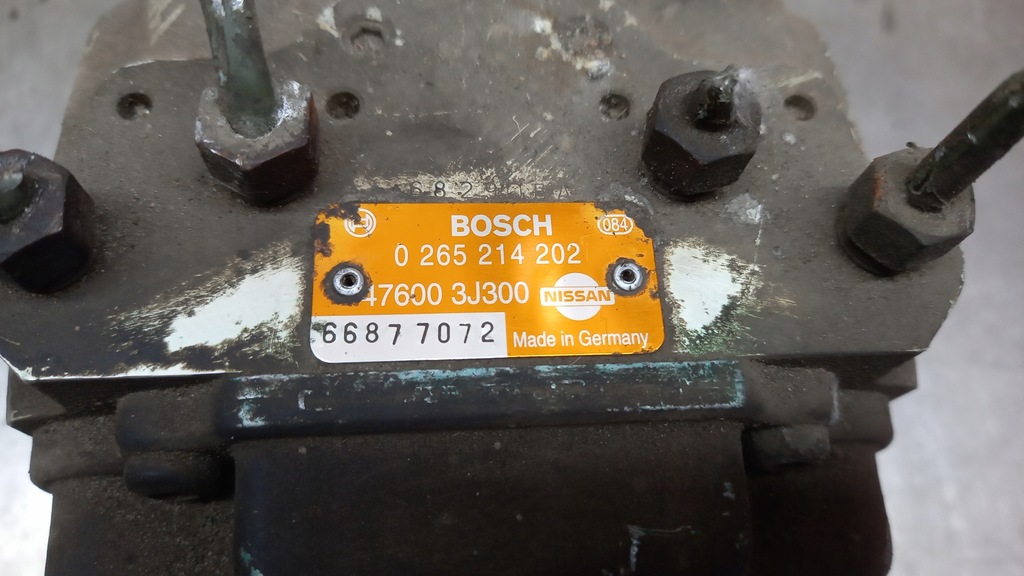 BOSCH 084
0 265 214 202
47600 3J300 NISSAN
66877072 Made in Germany